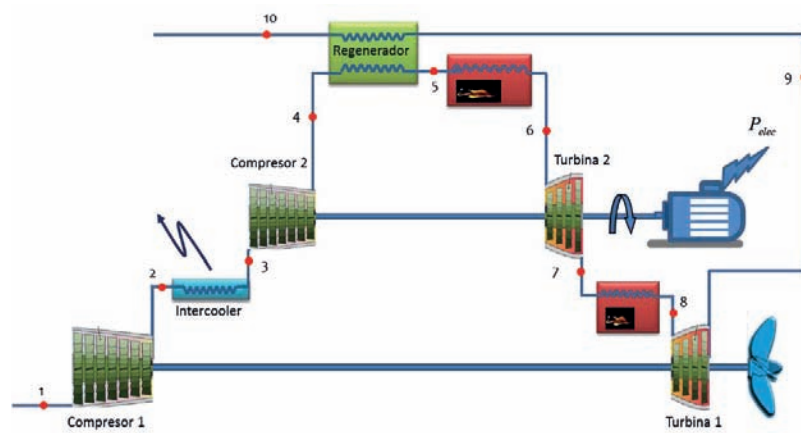 10
Regenerador
5
9
4
6
P elec
Compresor 2
Turbina 2
2
3
7
8
Intercooler
1
Compresor 1
Turbina 1